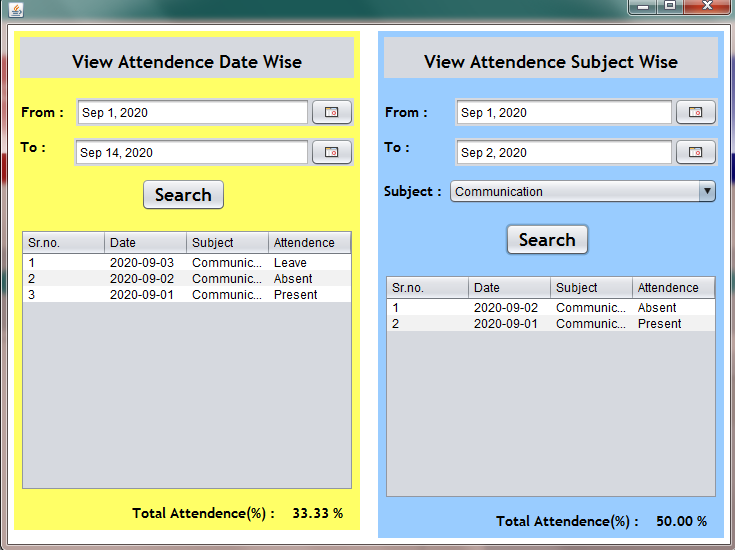 View Attendence Date Wise
From : Sep 1, 2020
To : Sep 14, 2020
Search
Sr.no. Date Subject Attendence
1 2020-09-03 Communic... Leave
2 2020-09-02 Communic... Absent
3 2020-09-01 Communic... Present
Total Attendence(%) : 33.33 %
View Attendence Subject Wise
From : Sep 1, 2020
To : Sep 2, 2020
Subject : Communication
Search
Sr.no. Date Subject Attendence
1 2020-09-02 Communic... Absent
2 2020-09-01 Communic... Present
Total Attendence(%) : 50.00 %